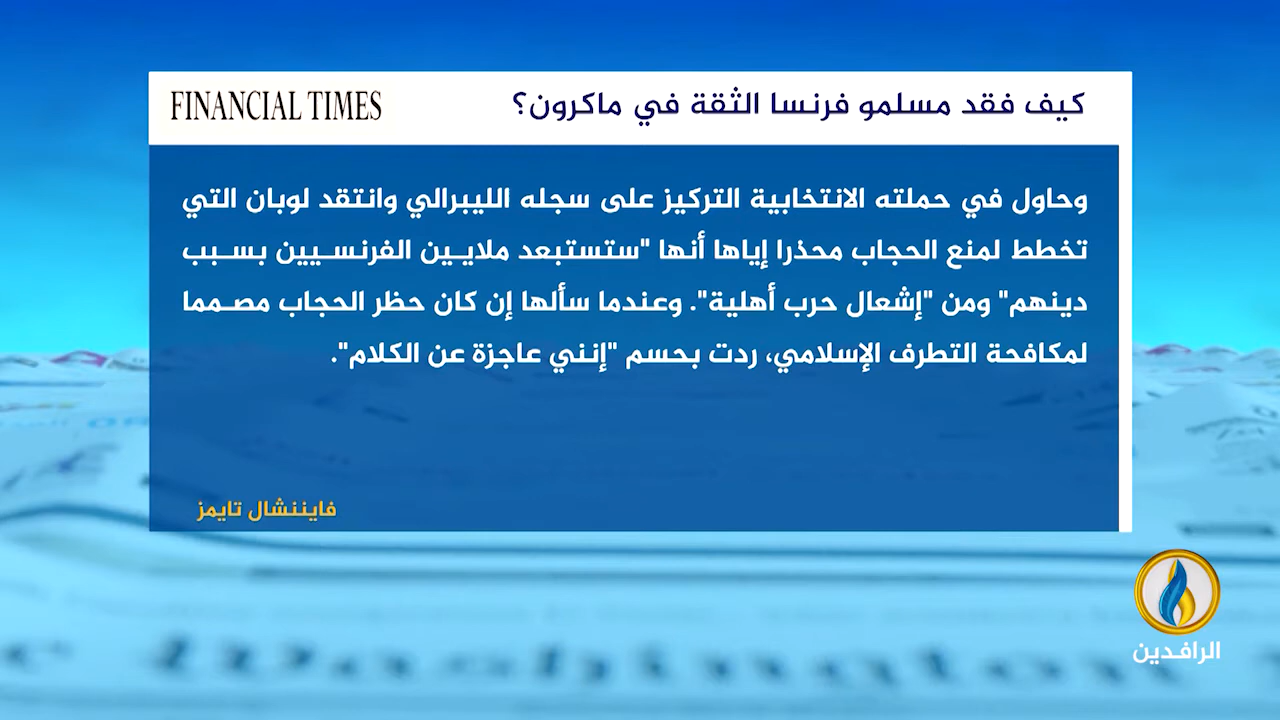 FINANCIAL TIMES
كيف فقد مسلمو فرنسا الثقة في ماكرون؟
وحاول في حملته الانتخابية التركيز على سجله الليبرالي وانتقد لوبان التي
تخطط لمنع الحجاب محذرا إياها أنها "ستستبعد ملايين الفرنسيين بسبب
دينهم" ومن "إشعال حرب أهلية". وعندما سألها إن كان حظر الحجاب مصمما
لمكافحة التطرف الإسلامي، ردت بحسم "إنني عاجزة عن الكلام".
فايننشال تايمز
الرافدين